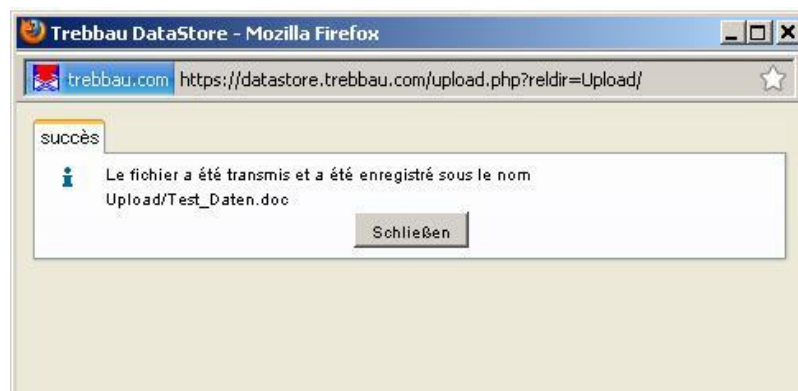 Trebbau DataStore - Mozilla Firefox
trebbau.com https://datastore.trebbau.com/upload.php?reldir=Upload/
succès
Le fichier a été transmis et a été enregistré sous le nom
Upload/Test_Daten.doc
Schließen